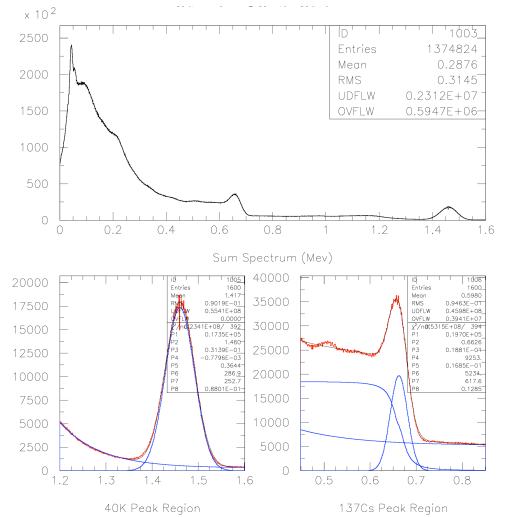 x 10²
2500
2000
1500
1000
500
0
0 0.2 0.4 0.6 0.8 1 1.2 1.4 1.6
ID 1003
Entries 1374824
Mean 0.2876
RMS 0.3145
UDFLW 0.2312E+07
OVFLW 0.5947E+06
Sum Spectrum (Mev)
20000
17500
15000
12500
10000
7500
5000
2500
0
1.2 1.3 1.4 1.5 1.6
ID 1005
Entries 1600
Mean 1.417
RMS 0.9019E-01
UDFLW 0.5541E+08
OVFLW 0.0000
392
P1 0.1735E+05
P2 1.460
P3 0.3139E-01
P4 -0.7796E-03
P5 0.3644
P6 286.9
P7 252.7
P8 0.8801E-01
40K Peak Region
40000
35000
30000
25000
20000
15000
10000
5000
0
0.5 0.6 0.7 0.8
ID 1006
Entries 1600
Mean 0.5980
RMS 0.9463E-01
UDFLW 0.4598E+08
OVFLW 0.3941E+07
394
P1 0.1970E+05
P2 0.6626
P3 0.1881E-01
P4 9253.
P5 0.1685E-01
P6 5234.
P7 617.6
P8 0.1285
137Cs Peak Region